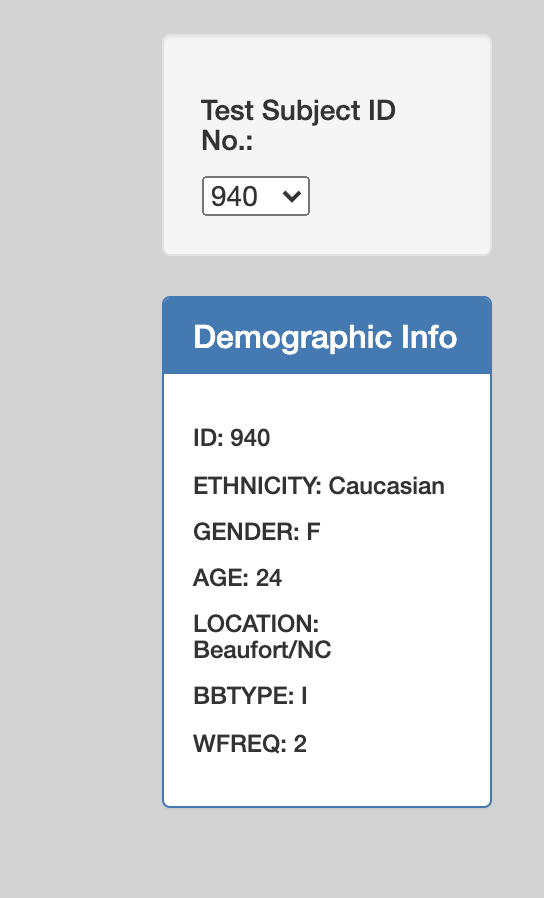 Test Subject ID
No.:
940
Demographic Info
ID: 940
ETHNICITY: Caucasian
GENDER: F
AGE: 24
LOCATION:
Beaufort/NC
BBTYPE: I
WFREQ: 2